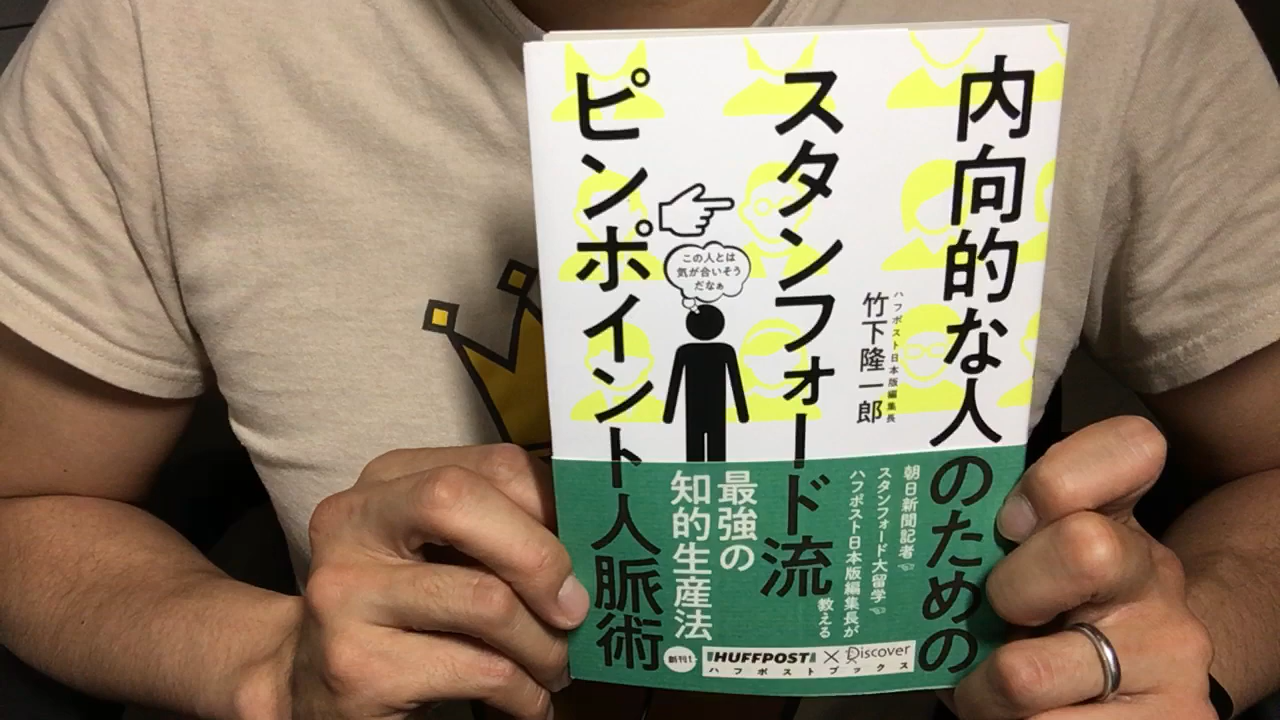 内向的な人のための
スタンフォード流
ピンポイント人脈術
ハフポスト日本版編集長
竹下隆一郎
この人とは
気が合いそう
だなぁ
朝日新聞記者☞
スタンフォード大留学☞
ハフポスト日本版編集長が
教える
最強の
知的生産法
創刊!
HUFFPOST × Discover
ハフポストブックス